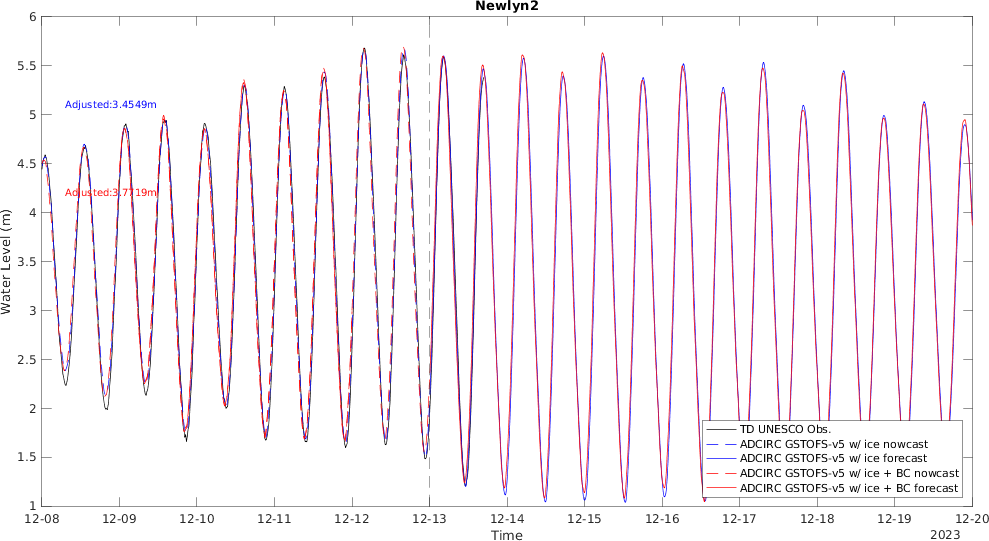 Newlyn2
6
5.5
5
4.5
4
3.5
3
2.5
2
1.5
1
Water Level (m)
Adjusted:3.4549m
Adjusted:3.7719m
TD UNESCO Obs.
ADCIRC GSTOFS-v5 w/ ice nowcast
ADCIRC GSTOFS-v5 w/ ice forecast
ADCIRC GSTOFS-v5 w/ ice + BC nowcast
ADCIRC GSTOFS-v5 w/ ice + BC forecast
12-08 12-09 12-10 12-11 12-12 12-13 12-14 12-15 12-16 12-17 12-18 12-19 12-20
Time
2023